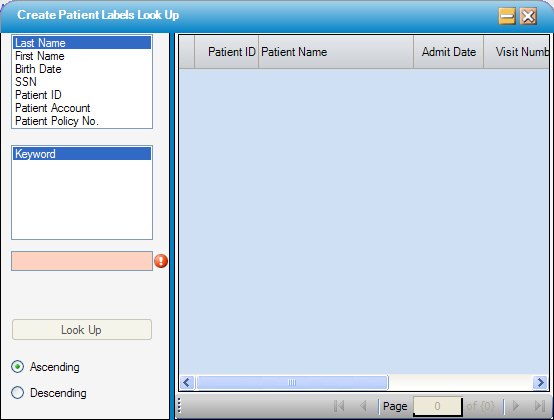 Create Patient Labels Look Up
Last Name
First Name
Birth Date
SSN
Patient ID
Patient Account
Patient Policy No.
Keyword
Look Up
Ascending
Descending
Patient ID Patient Name Admit Date Visit Numb
Page 0 of {0}